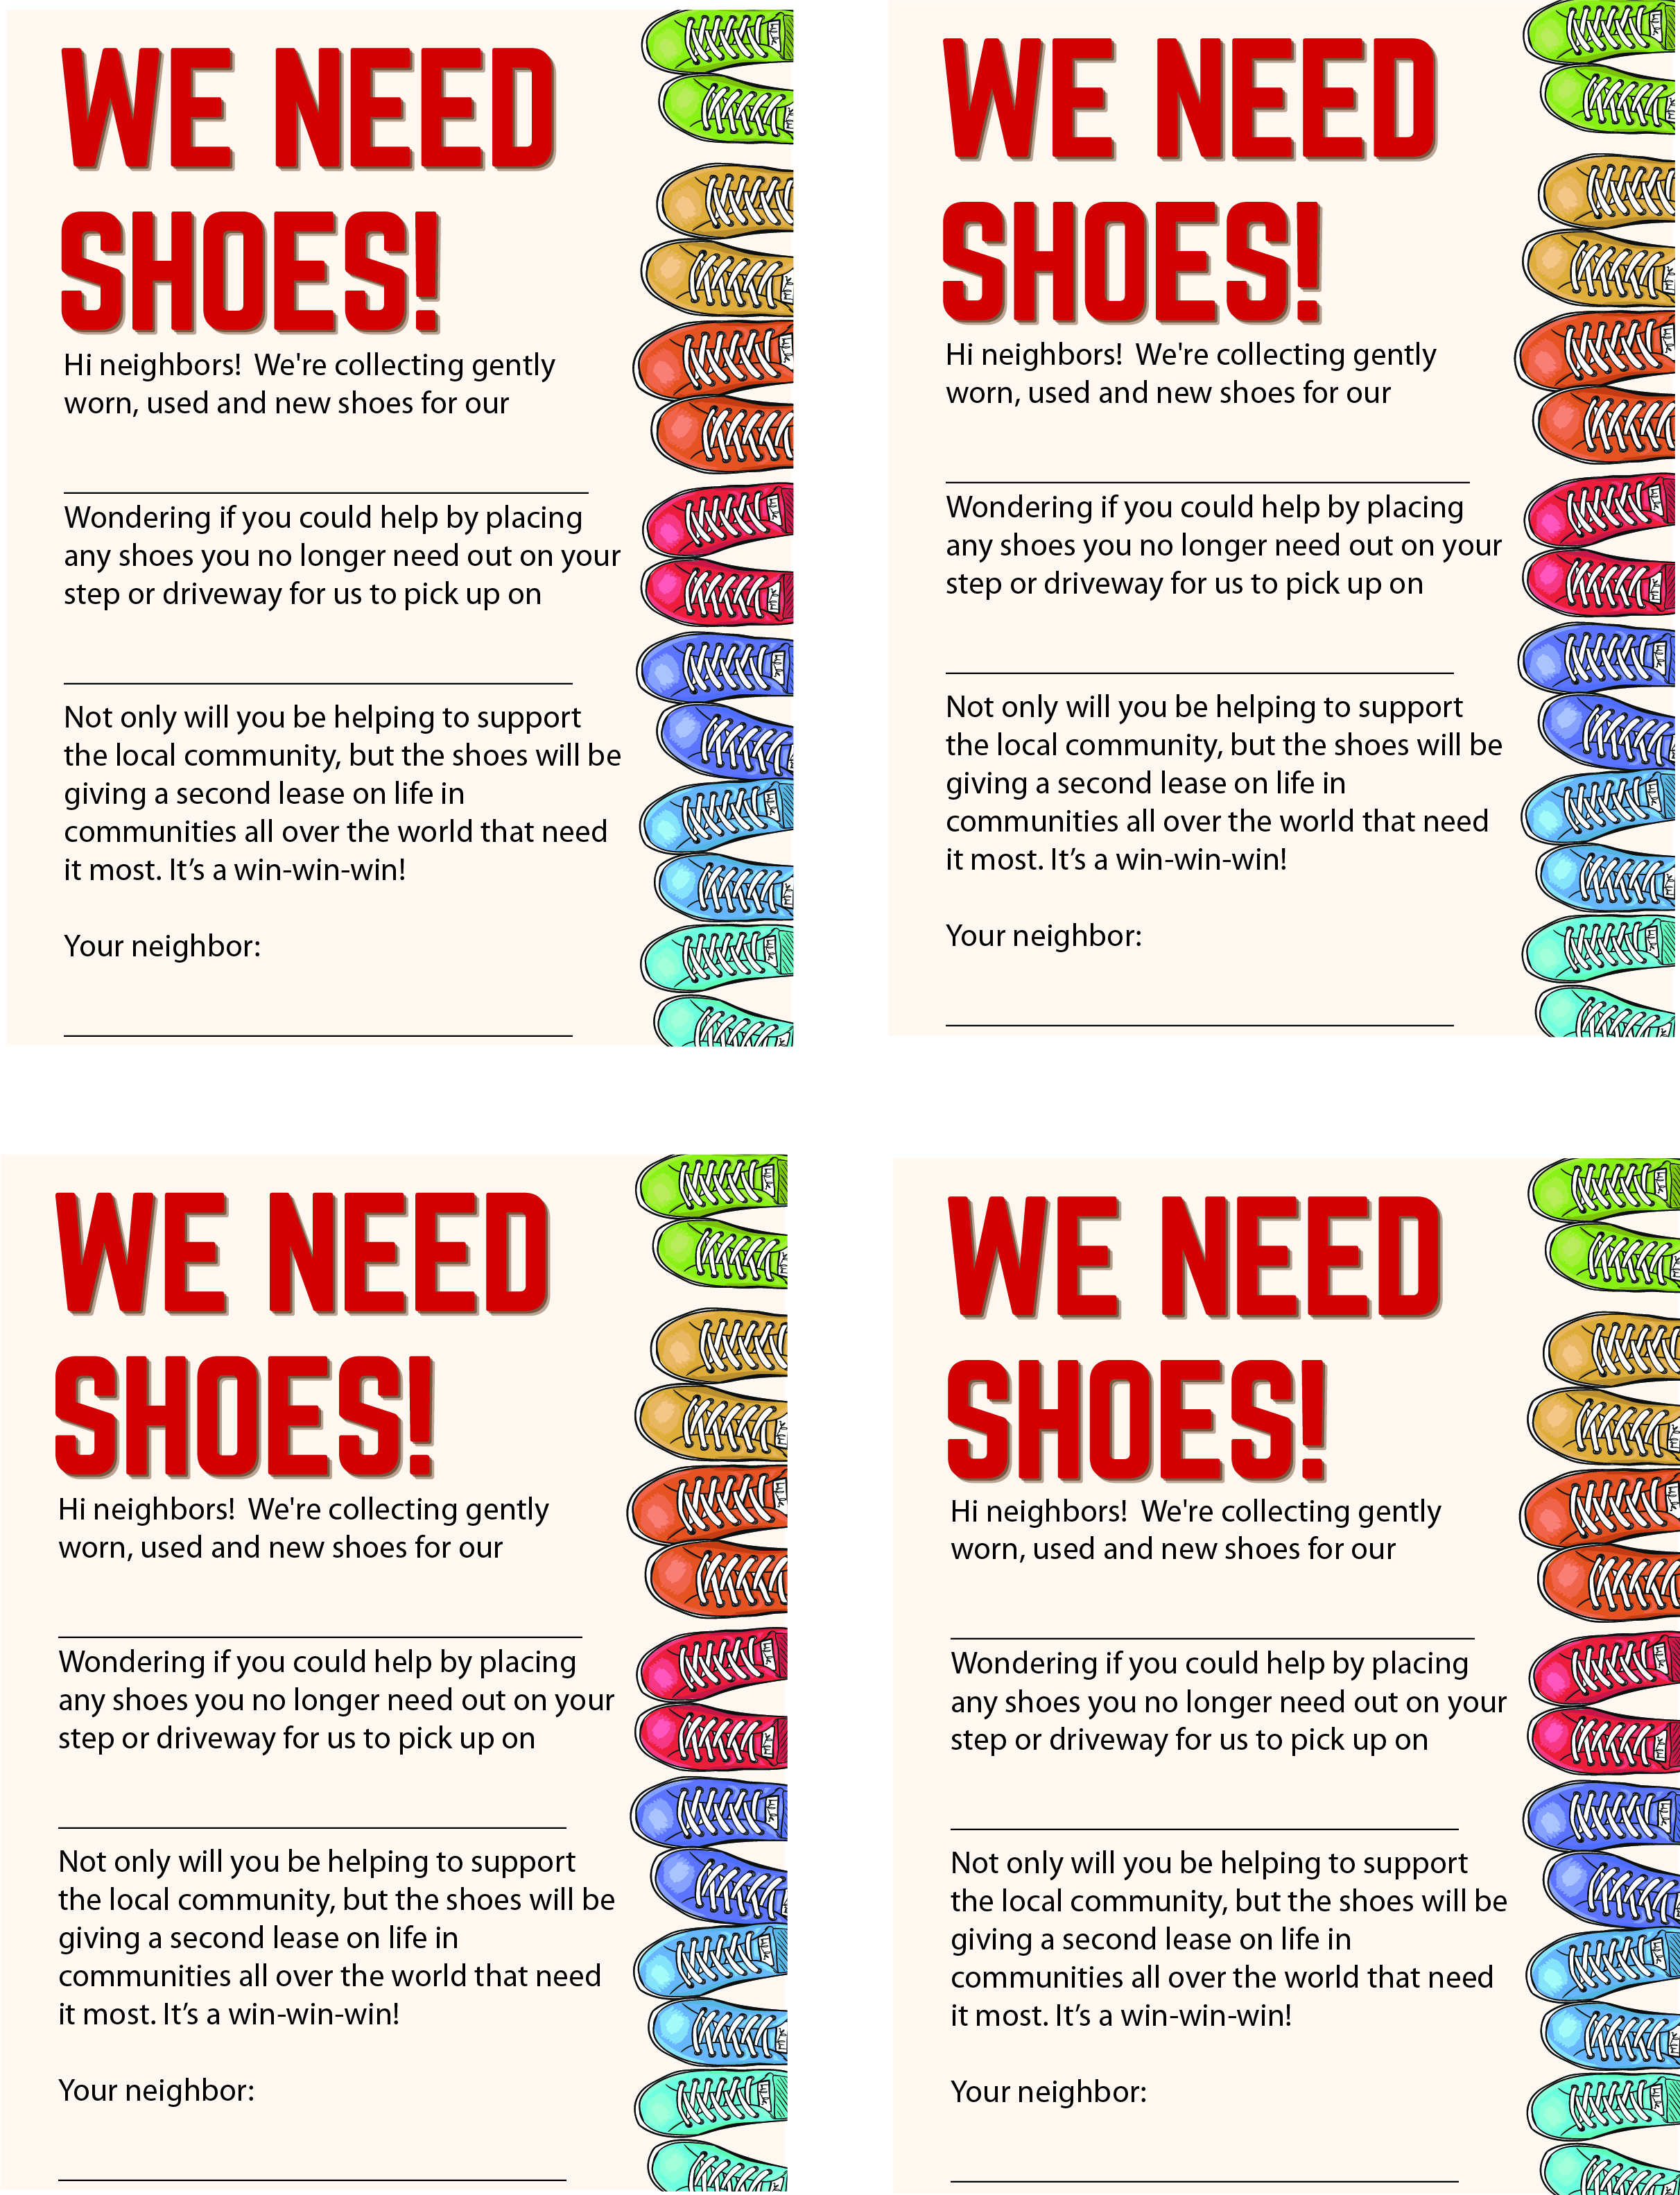 WE NEED
SHOES!
Hi neighbors!  We're collecting gently
worn, used and new shoes for our
Wondering if you could help by placing
any shoes you no longer need out on your
step or driveway for us to pick up on
Not only will you be helping to support
the local community, but the shoes will be
giving a second lease on life in
communities all over the world that need
it most. It’s a win-win-win!
Your neighbor:
WE NEED
SHOES!
Hi neighbors!  We're collecting gently
worn, used and new shoes for our
Wondering if you could help by placing
any shoes you no longer need out on your
step or driveway for us to pick up on
Not only will you be helping to support
the local community, but the shoes will be
giving a second lease on life in
communities all over the world that need
it most. It’s a win-win-win!
Your neighbor:
WE NEED
SHOES!
Hi neighbors!  We're collecting gently
worn, used and new shoes for our
Wondering if you could help by placing
any shoes you no longer need out on your
step or driveway for us to pick up on
Not only will you be helping to support
the local community, but the shoes will be
giving a second lease on life in
communities all over the world that need
it most. It’s a win-win-win!
Your neighbor:
WE NEED
SHOES!
Hi neighbors!  We're collecting gently
worn, used and new shoes for our
Wondering if you could help by placing
any shoes you no longer need out on your
step or driveway for us to pick up on
Not only will you be helping to support
the local community, but the shoes will be
giving a second lease on life in
communities all over the world that need
it most. It’s a win-win-win!
Your neighbor: